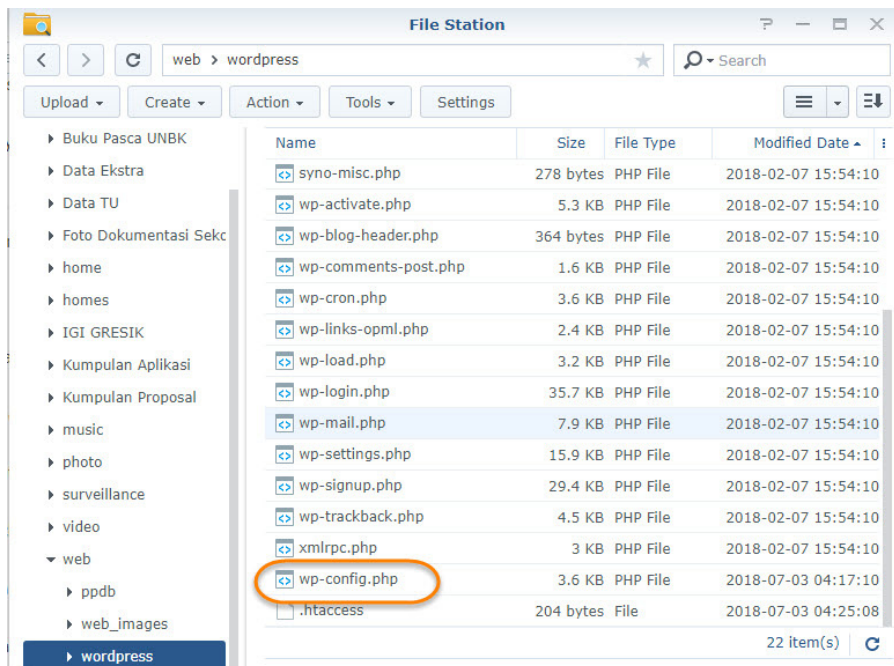 File Station
web > wordpress
Search
Upload Create Action Tools Settings
Buku Pasca UNBK
Data Ekstra
Data TU
Foto Dokumentasi Sekc
home
homes
IGI GRESIK
Kumpulan Aplikasi
Kumpulan Proposal
music
photo
surveillance
video
web
ppdb
web_images
wordpress
Name Size File Type Modified Date
syno-misc.php 278 bytes PHP File 2018-02-07 15:54:10
wp-activate.php 5.3 KB PHP File 2018-02-07 15:54:10
wp-blog-header.php 364 bytes PHP File 2018-02-07 15:54:10
wp-comments-post.php 1.6 KB PHP File 2018-02-07 15:54:10
wp-cron.php 3.6 KB PHP File 2018-02-07 15:54:10
wp-links-opml.php 2.4 KB PHP File 2018-02-07 15:54:10
wp-load.php 3.2 KB PHP File 2018-02-07 15:54:10
wp-login.php 35.7 KB PHP File 2018-02-07 15:54:10
wp-mail.php 7.9 KB PHP File 2018-02-07 15:54:10
wp-settings.php 15.9 KB PHP File 2018-02-07 15:54:10
wp-signup.php 29.4 KB PHP File 2018-02-07 15:54:10
wp-trackback.php 4.5 KB PHP File 2018-02-07 15:54:10
xmlrpc.php 3 KB PHP File 2018-02-07 15:54:10
wp-config.php 3.6 KB PHP File 2018-07-03 04:17:10
.htaccess 204 bytes File 2018-07-03 04:25:08
22 item(s)